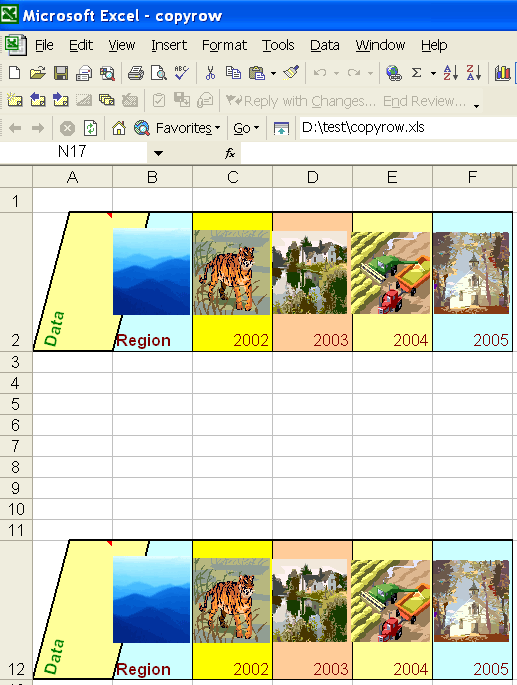 Microsoft Excel - copyrow
File Edit View Insert Format Tools Data Window Help
Reply with Changes... End Review...
Favorites Go D:\test\copyrow.xls
N17 fx
A B C D E F
1
2 Data Region 2002 2003 2004 2005
3
4
5
6
7
8
9
10
11
12 Data Region 2002 2003 2004 2005